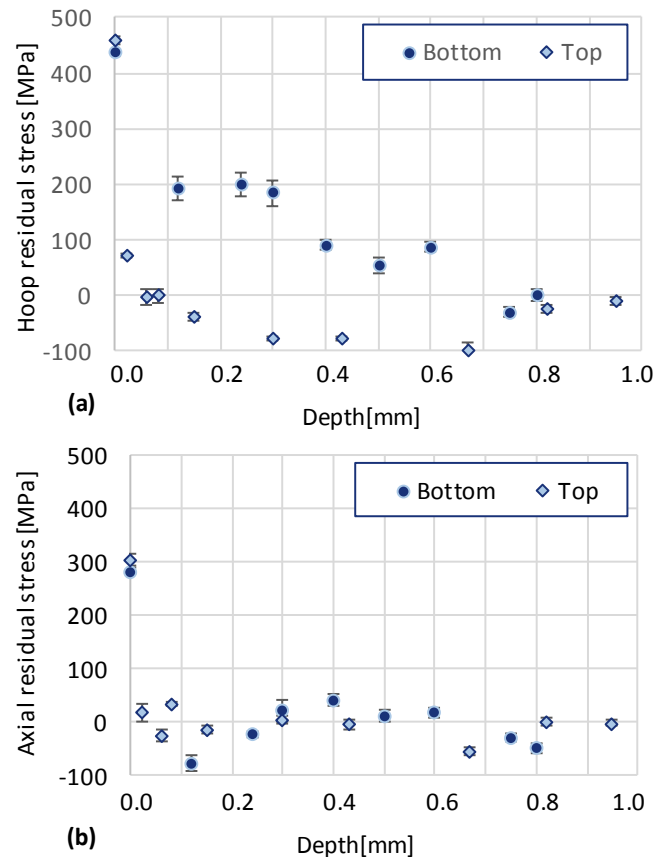 500
400
300
200
100
0
-100
Hoop residual stress [MPa]
Bottom
Top
0.0
0.2
0.4
0.6
0.8
1.0
(a)
Depth[mm]
500
400
300
200
100
0
-100
Axial residual stress [MPa]
Bottom
Top
0.0
0.2
0.4
0.6
0.8
1.0
(b)
Depth[mm]